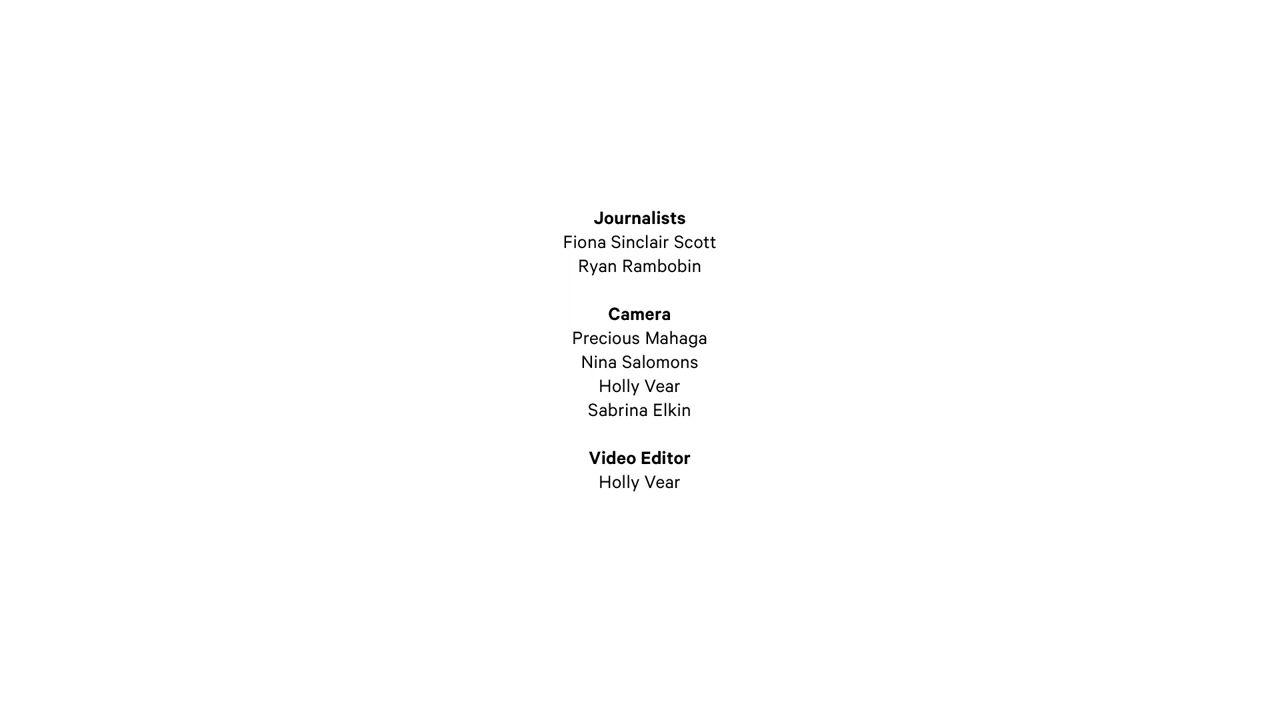 Journalists
Fiona Sinclair Scott
Ryan Rambobin
Camera
Precious Mahaga
Nina Salomons
Holly Vear
Sabrina Elkin
Video Editor
Holly Vear